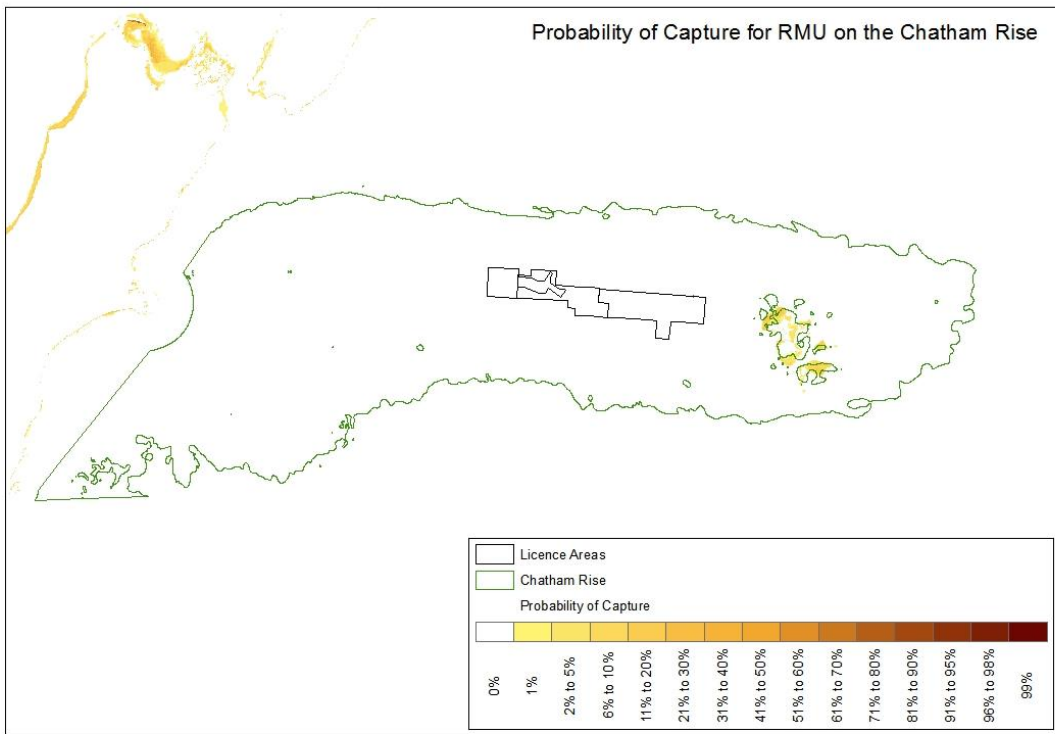 Probability of Capture for RMU on the Chatham Rise
Licence Areas
Chatham Rise
Probability of Capture
0%
1%
2% to 5%
6% to 10%
11% to 20%
21% to 30%
31% to 40%
41% to 50%
51% to 60%
61% to 70%
71% to 80%
81% to 90%
91% to 95%
96% to 98%
99%